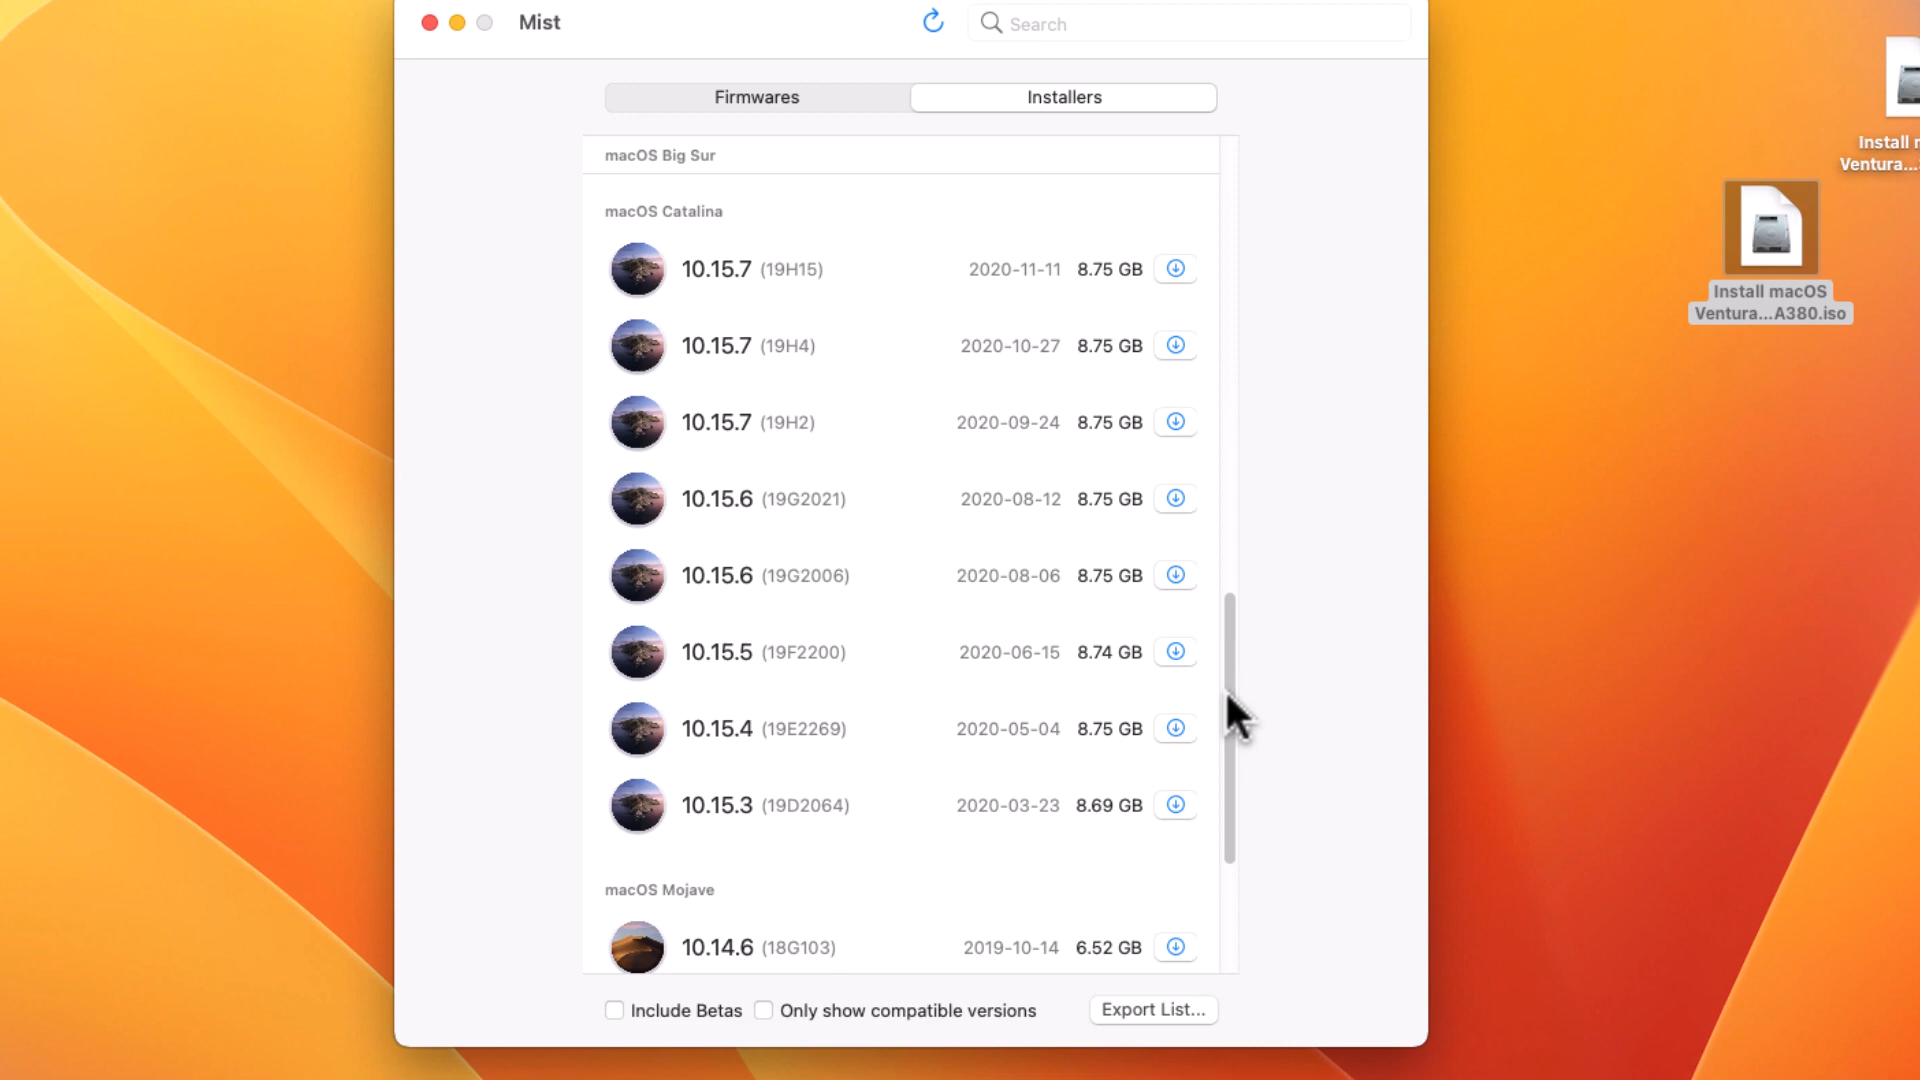 Mist
Search
Firmwares
Installers
macOS Big Sur
macOS Catalina
10.15.7 (19H15) 2020-11-11 8.75 GB
10.15.7 (19H4) 2020-10-27 8.75 GB
10.15.7 (19H2) 2020-09-24 8.75 GB
10.15.6 (19G2021) 2020-08-12 8.75 GB
10.15.6 (19G2006) 2020-08-06 8.75 GB
10.15.5 (19F2200) 2020-06-15 8.74 GB
10.15.4 (19E2269) 2020-05-04 8.75 GB
10.15.3 (19D2064) 2020-03-23 8.69 GB
macOS Mojave
10.14.6 (18G103) 2019-10-14 6.52 GB
Include Betas
Only show compatible versions
Export List...
Install
Ventura...
Install macOS
Ventura...A380.iso